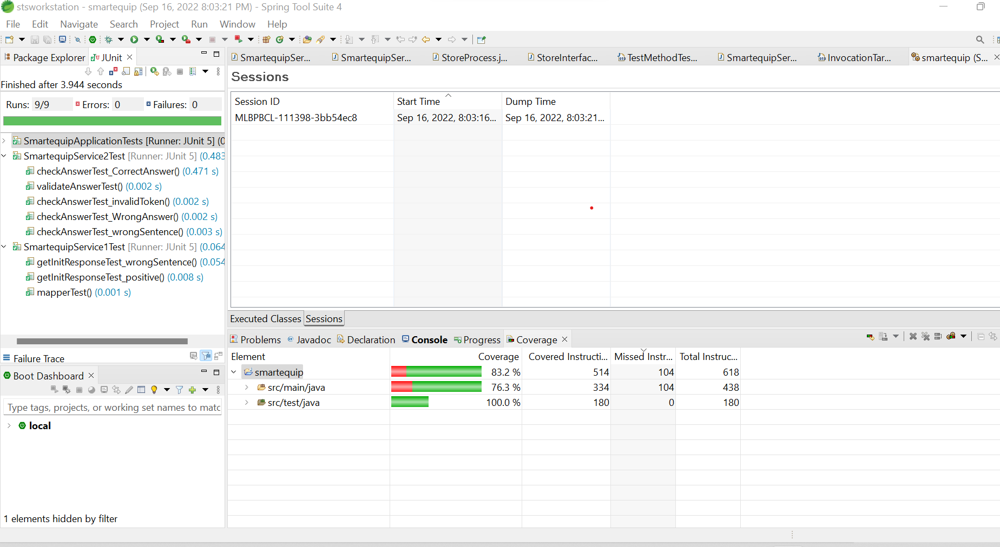 stsworkstation - smartequip (Sep 16, 2022 8:03:21 PM) - Spring Tool Suite 4
File Edit Navigate Search Project Run Window Help
Package Explorer JUnit
Finished after 3.944 seconds
Runs: 9/9 Errors: 0 Failures: 0
SmartequipApplicationTests [Runner: JUnit 5] (0
SmartequipService2Test [Runner: JUnit 5] (0.483
checkAnswerTest_CorrectAnswer() (0.471 s)
validateAnswerTest() (0.002 s)
checkAnswerTest_invalidToken() (0.002 s)
checkAnswerTest_WrongAnswer() (0.002 s)
checkAnswerTest_wrongSentence() (0.003 s)
SmartequipService1Test [Runner: JUnit 5] (0.064
getInitResponseTest_wrongSentence() (0.054
getInitResponseTest_positive() (0.008 s)
mapperTest() (0.001 s)
Failure Trace
Boot Dashboard
Type tags, projects, or working set names to matc
local
1 elements hidden by filter
SmartequipSer... SmartequipSer... StoreProcess.j... StoreInterfac... TestMethodTes... SmartequipSer... InvocationTar... smartequip (S...
Sessions
Session ID Start Time Dump Time
MLBPBCL-111398-3bb54ec8 Sep 16, 2022, 8:03:16... Sep 16, 2022, 8:03:21...
Executed Classes Sessions
Problems Javadoc Declaration Console Progress Coverage
Element Coverage Covered Instructi... Missed Instr... Total Instruc...
smartequip 83.2 % 514 104 618
src/main/java 76.3 % 334 104 438
src/test/java 100.0 % 180 0 180